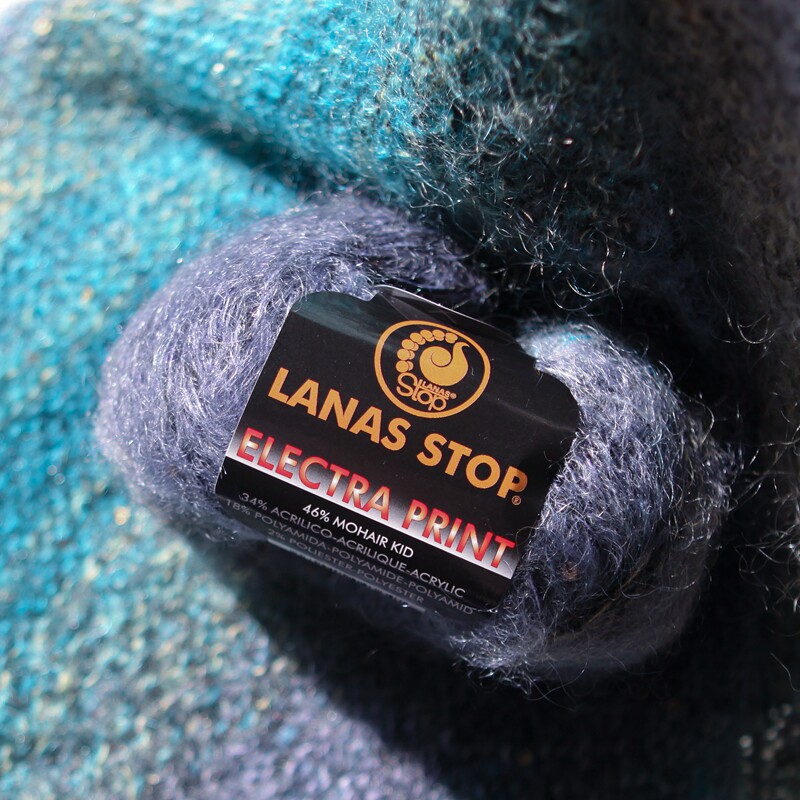 LANAS®
Stop
LANAS STOP®
ELECTRA PRINT
46% MOHAIR KID
34% ACRILICO-ACRILIQUE-ACRYLIC
18% POLYAMIDA-POLYAMIDE-POLYAMID
2% POLIESTER-POLYESTER